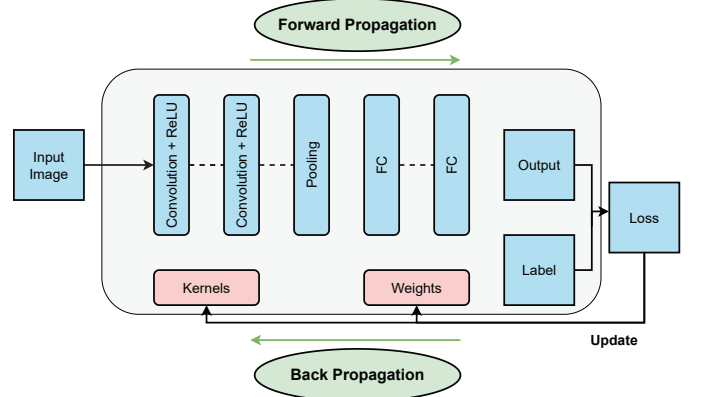 Forward Propagation
Input
Image
Convolution + ReLU
Convolution + ReLU
Pooling
FC
FC
Output
Label
Loss
Kernels
Weights
Update
Back Propagation